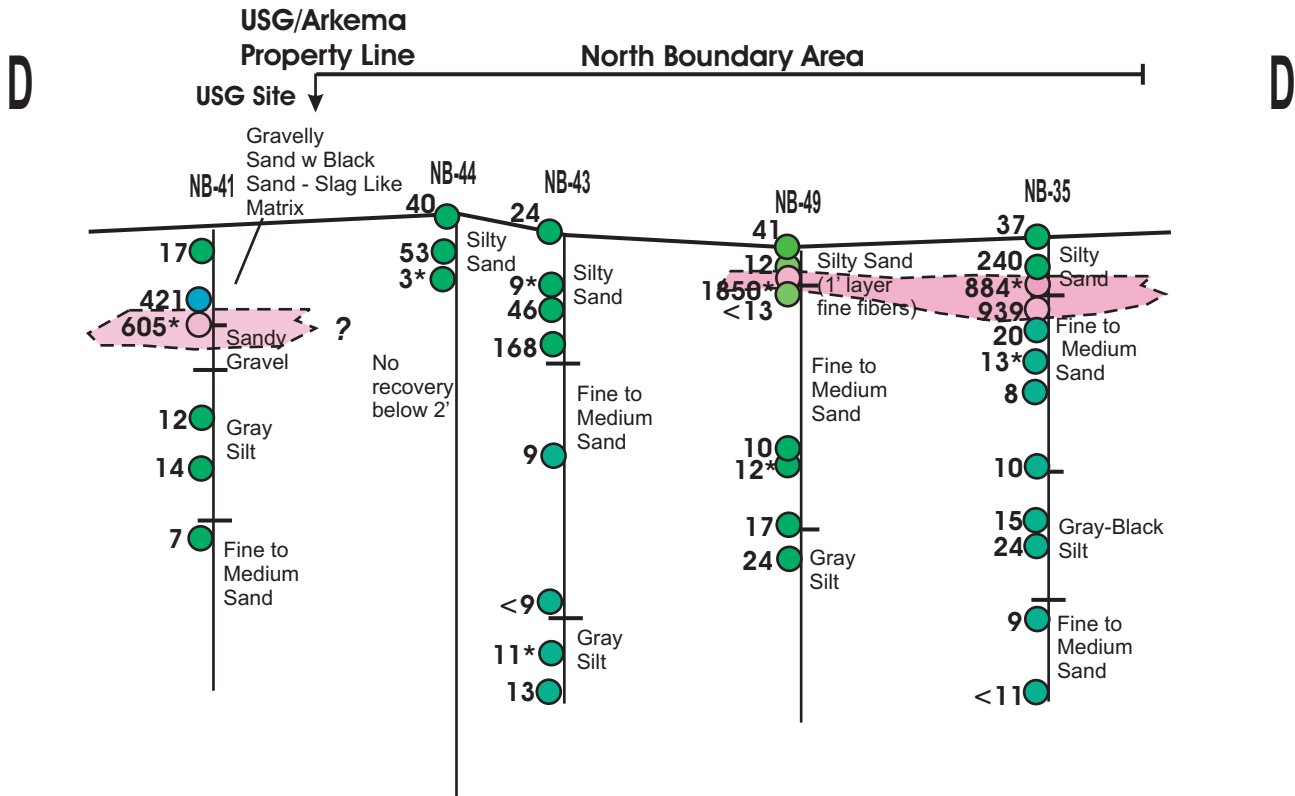 USG/Arkema
Property Line
North Boundary Area
D
D
USG Site
Gravelly
Sand w Black
Sand - Slag Like
Matrix
NB-41
17
421
605*
?
Sandy
Gravel
12
Gray
Silt
14
7
Fine to
Medium
Sand
NB-44
40
53
3*
Silty
Sand
No
recovery
below 2’
NB-43
24
9*
Silty
Sand
46
168
Fine to
Medium
Sand
9
<9
Gray
Silt
11*
13
NB-49
41
12
1850*
<13
Silty Sand
(1’ layer
fine fibers)
Fine to
Medium
Sand
10
12*
17
24
Gray
Silt
NB-35
37
240
Silty
Sand
884*
939
20
Fine to
Medium
Sand
13*
8
10
15
24
Gray-Black
Silt
9
Fine to
Medium
Sand
<11